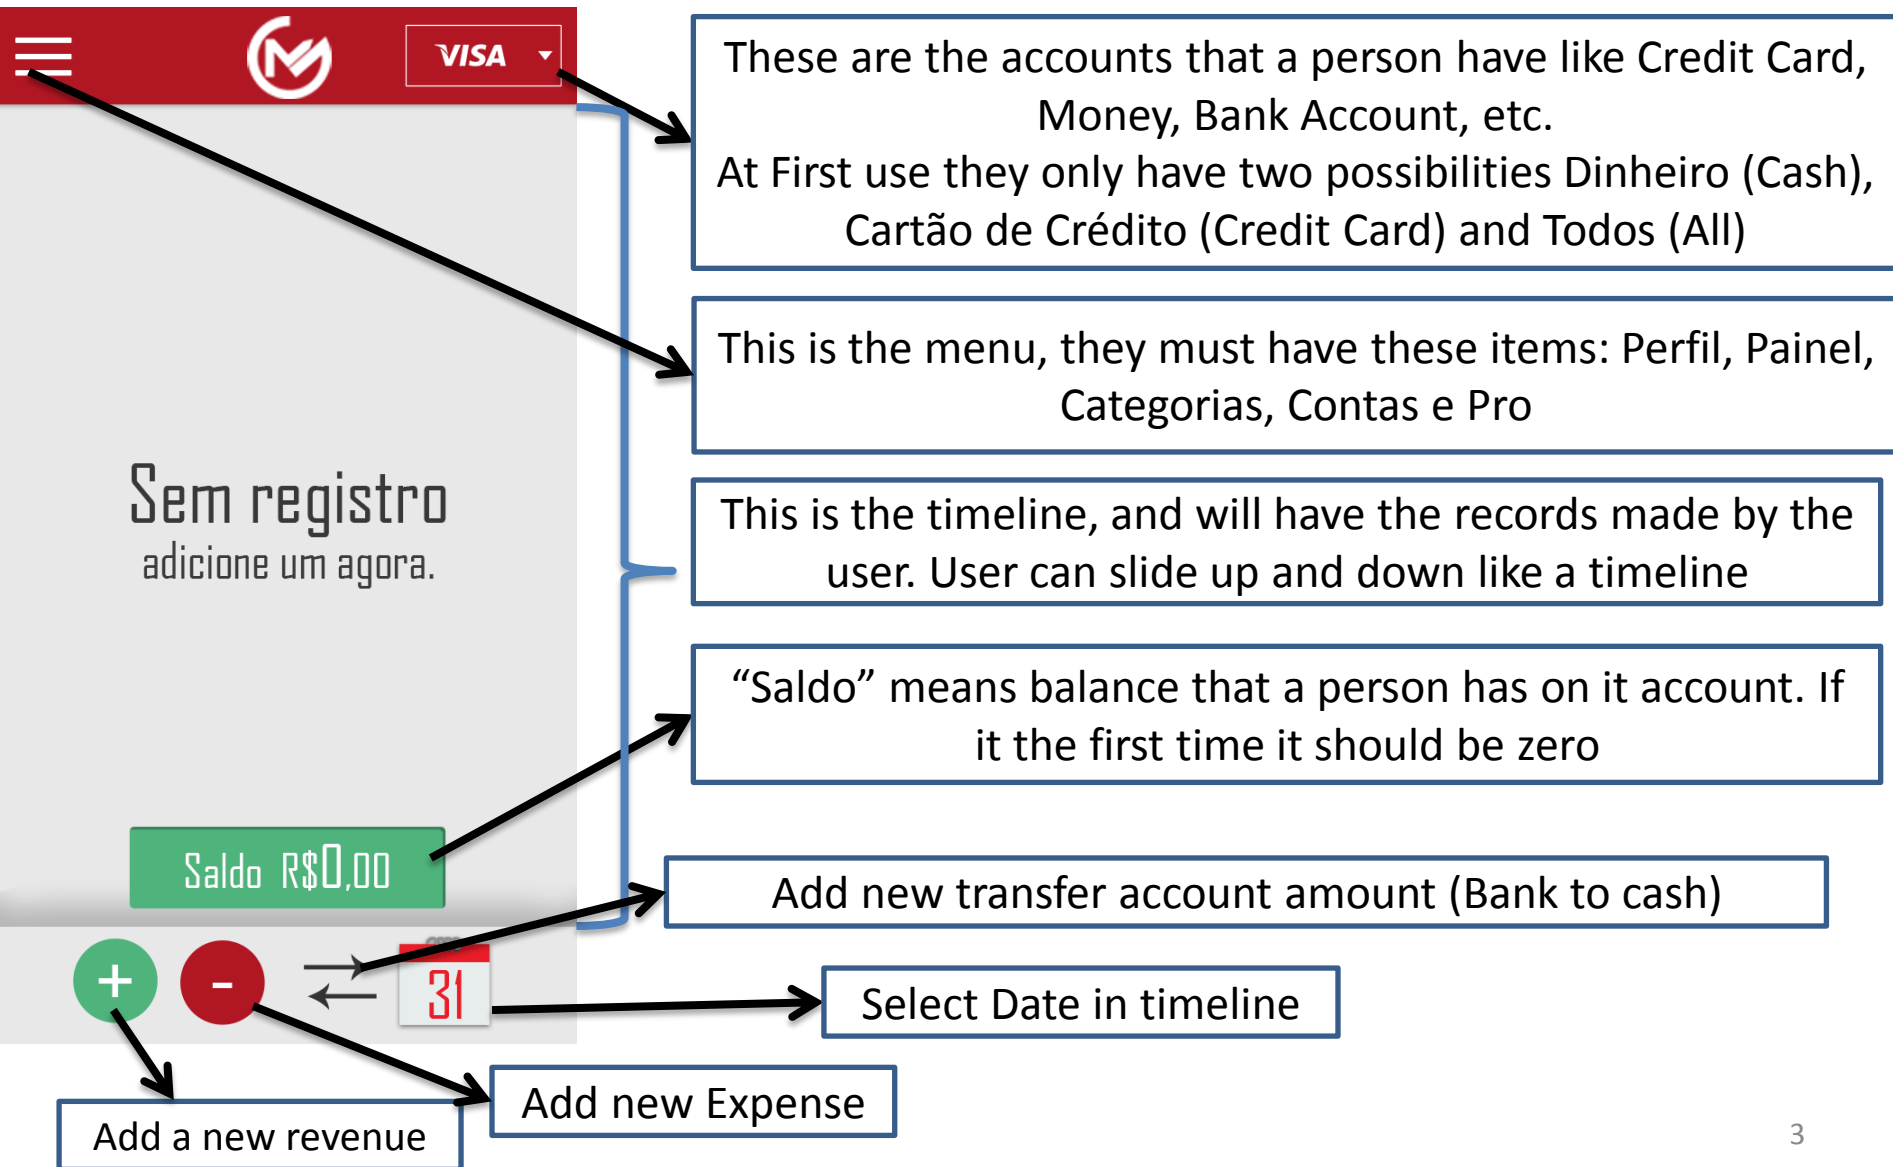 VISA
These are the accounts that a person have like Credit Card,
Money, Bank Account, etc.
At First use they only have two possibilities Dinheiro (Cash),
Cartão de Crédito (Credit Card) and Todos (All)
This is the menu, they must have these items: Perfil, Painel,
Categorias, Contas e Pro
Sem registro
adicione um agora.
This is the timeline, and will have the records made by the
user. User can slide up and down like a timeline
“Saldo” means balance that a person has on it account. If
it the first time it should be zero
Saldo R$0,00
Add new transfer account amount (Bank to cash)
+
-
31
Select Date in timeline
Add new Expense
Add a new revenue
3